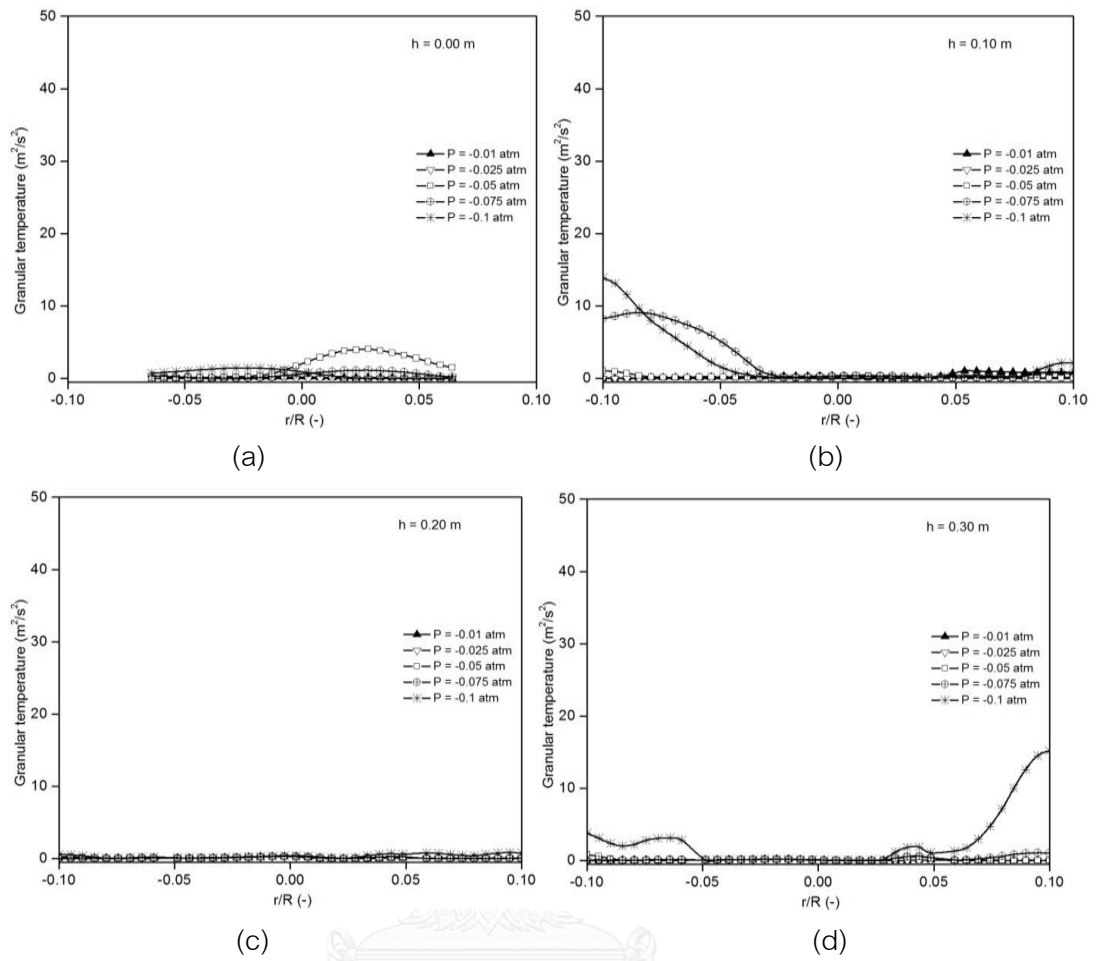 50
40
30
20
10
0
Granular temperature (m²/s²)
h = 0.00 m
P = -0.01 atm
P = -0.025 atm
P = -0.05 atm
P = -0.075 atm
P = -0.1 atm
-0.10
-0.05
0.00
0.05
0.10
r/R (-)
(a)
50
40
30
20
10
0
Granular temperature (m²/s²)
h = 0.10 m
P = -0.01 atm
P = -0.025 atm
P = -0.05 atm
P = -0.075 atm
P = -0.1 atm
-0.10
-0.05
0.00
0.05
0.10
r/R (-)
(b)
50
40
30
20
10
0
Granular temperature (m²/s²)
h = 0.20 m
P = -0.01 atm
P = -0.025 atm
P = -0.05 atm
P = -0.075 atm
P = -0.1 atm
-0.10
-0.05
0.00
0.05
0.10
r/R (-)
(c)
50
40
30
20
10
0
Granular temperature (m²/s²)
h = 0.30 m
P = -0.01 atm
P = -0.025 atm
P = -0.05 atm
P = -0.075 atm
P = -0.1 atm
-0.10
-0.05
0.00
0.05
0.10
r/R (-)
(d)